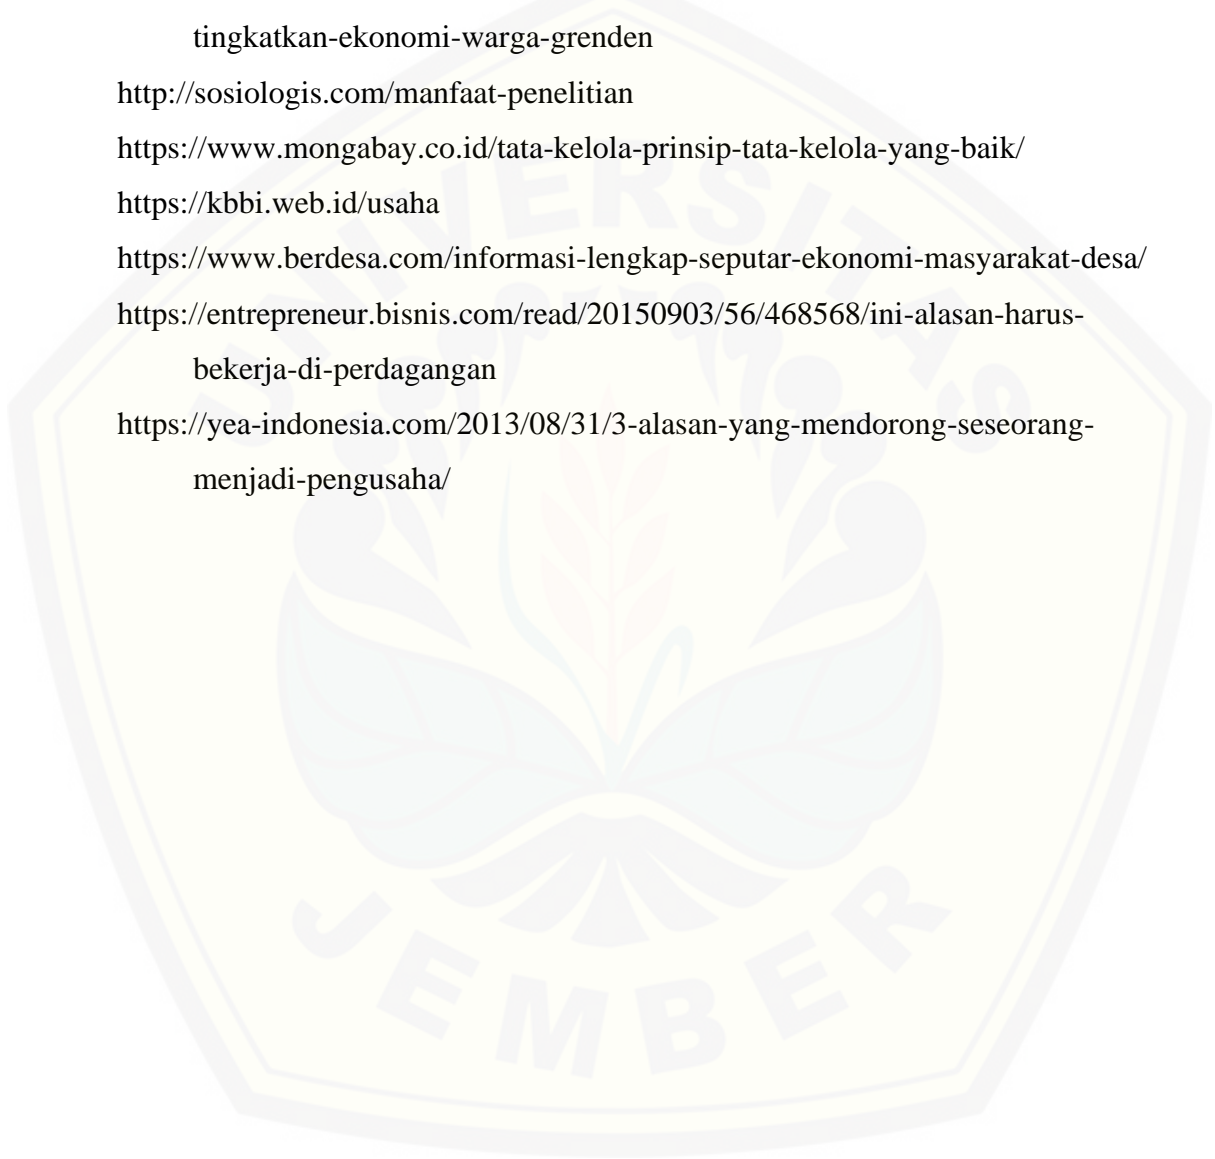 tingkatkan-ekonomi-warga-grenden
http://sosiologis.com/manfaat-penelitian
https://www.mongabay.co.id/tata-kelola-prinsip-tata-kelola-yang-baik/
https://kbbi.web.id/usaha
https://www.berdesa.com/informasi-lengkap-seputar-ekonomi-masyarakat-desa/
https://entrepreneur.bisnis.com/read/20150903/56/468568/ini-alasan-harus-
bekerja-di-perdagangan
https://yea-indonesia.com/2013/08/31/3-alasan-yang-mendorong-seseorang-
menjadi-pengusaha/
UNIVERSITAS
JEMBER